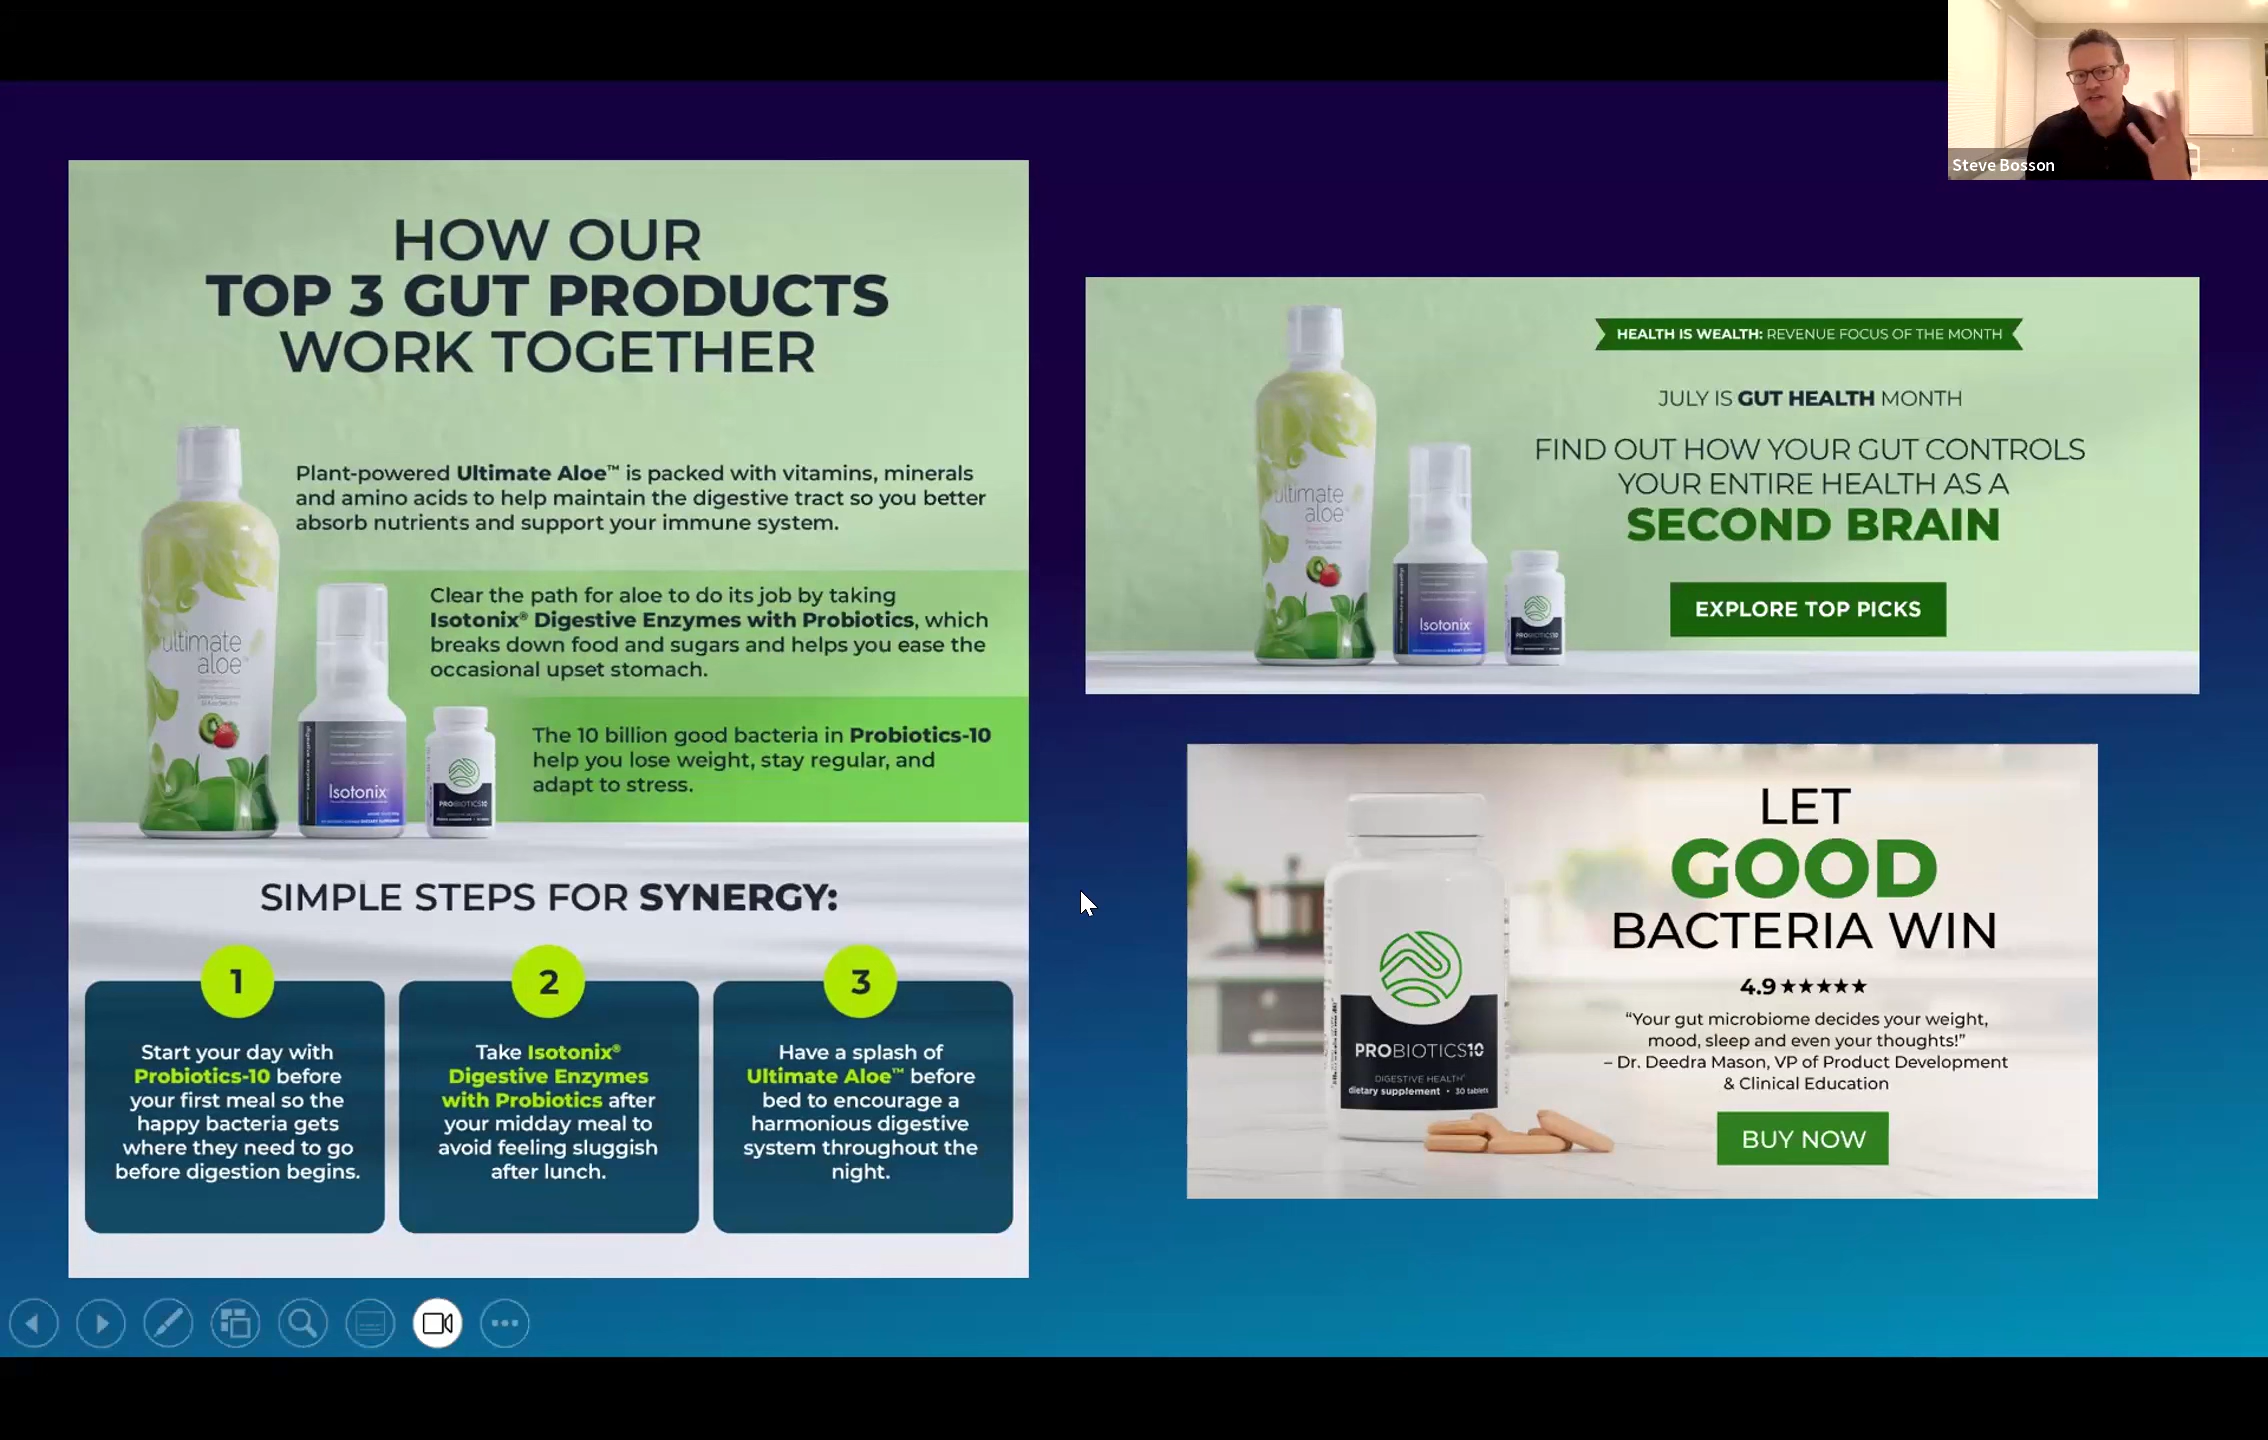 Steve Bosson
HOW OUR
TOP 3 GUT PRODUCTS
WORK TOGETHER
Plant-powered Ultimate Aloe™ is packed with vitamins, minerals
and amino acids to help maintain the digestive tract so you better
absorb nutrients and support your immune system.
Clear the path for aloe to do its job by taking
Isotonix® Digestive Enzymes with Probiotics, which
breaks down food and sugars and helps you ease the
occasional upset stomach.
The 10 billion good bacteria in Probiotics-10
help you lose weight, stay regular, and
adapt to stress.
ultimate
aloe™
Isotonix
PROBIOTICS10
SIMPLE STEPS FOR SYNERGY:
1
Start your day with
Probiotics-10 before
your first meal so the
happy bacteria gets
where they need to go
before digestion begins.
2
Take Isotonix®
Digestive Enzymes
with Probiotics after
your midday meal to
avoid feeling sluggish
after lunch.
3
Have a splash of
Ultimate Aloe™ before
bed to encourage a
harmonious digestive
system throughout the
night.
HEALTH IS WEALTH: REVENUE FOCUS OF THE MONTH
JULY IS GUT HEALTH MONTH
FIND OUT HOW YOUR GUT CONTROLS
YOUR ENTIRE HEALTH AS A
SECOND BRAIN
EXPLORE TOP PICKS
ultimate
aloe
Isotonix
PROBIOTICS10
LET
GOOD
BACTERIA WIN
4.9 ★★★★★
“Your gut microbiome decides your weight,
mood, sleep and even your thoughts!”
– Dr. Deedra Mason, VP of Product Development
& Clinical Education
BUY NOW
PROBIOTICS10
DIGESTIVE HEALTH
dietary supplement • 30 tablets